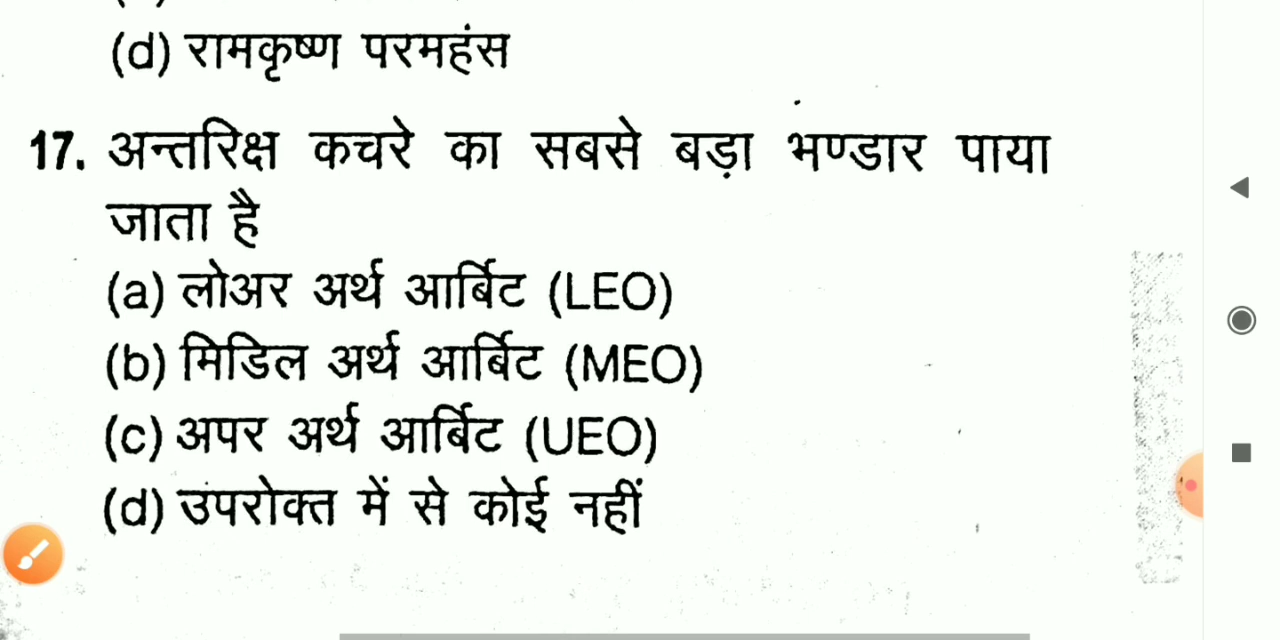 (d) रामकृष्ण परमहंस
17. अन्तरिक्ष कचरे का सबसे बड़ा भण्डार पाया
जाता है
(a) लोअर अर्थ आर्बिट (LEO)
(b) मिडिल अर्थ आर्बिट (MEO)
(c) अपर अर्थ आर्बिट (UEO)
(d) उपरोक्त में से कोई नहीं